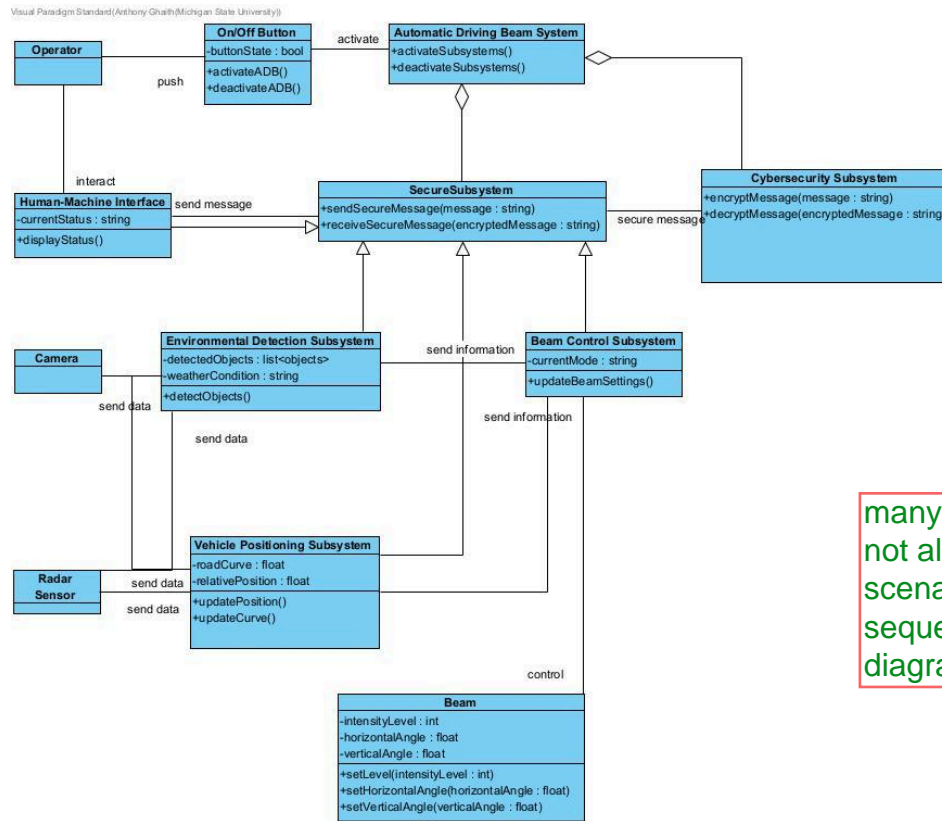 Visual Paradigm Standard(Anthony Ghaith(Michigan State University))
Operator
On/Off Button
-buttonState : bool
+activateADB()
+deactivateADB()
activate
push
Automatic Driving Beam System
+activateSubsystems()
+deactivateSubsystems()
interact
Human-Machine Interface
-currentStatus : string
+displayStatus()
send message
SecureSubsystem
+sendSecureMessage(message : string)
+receiveSecureMessage(encryptedMessage : string)
secure message
Cybersecurity Subsystem
+encryptMessage(message : string)
+decryptMessage(encryptedMessage : string
Camera
send data
Environmental Detection Subsystem
-detectedObjects : list<objects>
-weatherCondition : string
+detectObjects()
send data
send information
Beam Control Subsystem
-currentMode : string
+updateBeamSettings()
send information
Radar
Sensor
send data
send data
Vehicle Positioning Subsystem
-roadCurve : float
-relativePosition : float
+updatePosition()
+updateCurve()
control
Beam
-intensityLevel : int
-horizontalAngle : float
-verticalAngle : float
+setLevel(intensityLevel : int)
+setHorizontalAngle(horizontalAngle : float)
+setVerticalAngle(verticalAngle : float)
many
not al
scena
seque
diagra